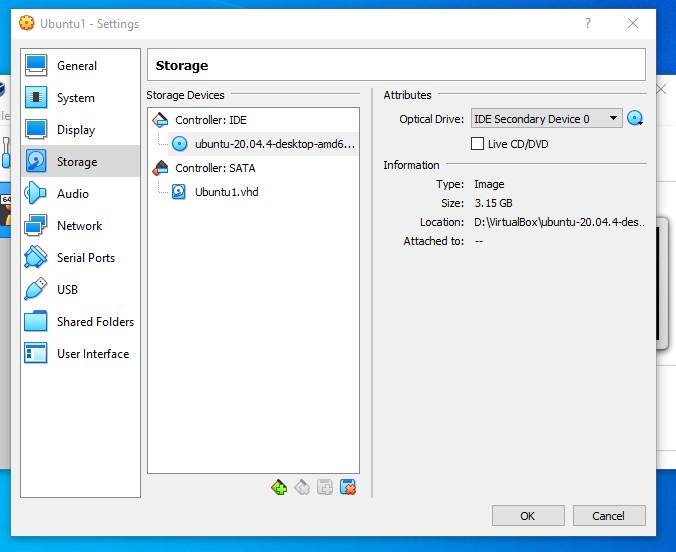 Ubuntu1 - Settings
General
System
Display
Storage
Audio
Network
Serial Ports
USB
Shared Folders
User Interface
Storage
Storage Devices
Controller: IDE
ubuntu-20.04.4-desktop-amd6...
Controller: SATA
Ubuntu1.vhd
Attributes
Optical Drive: IDE Secondary Device 0
Live CD/DVD
Information
Type: Image
Size: 3.15 GB
Location: D:\VirtualBox\ubuntu-20.04.4-des..
Attached to: --
OK
Cancel
64